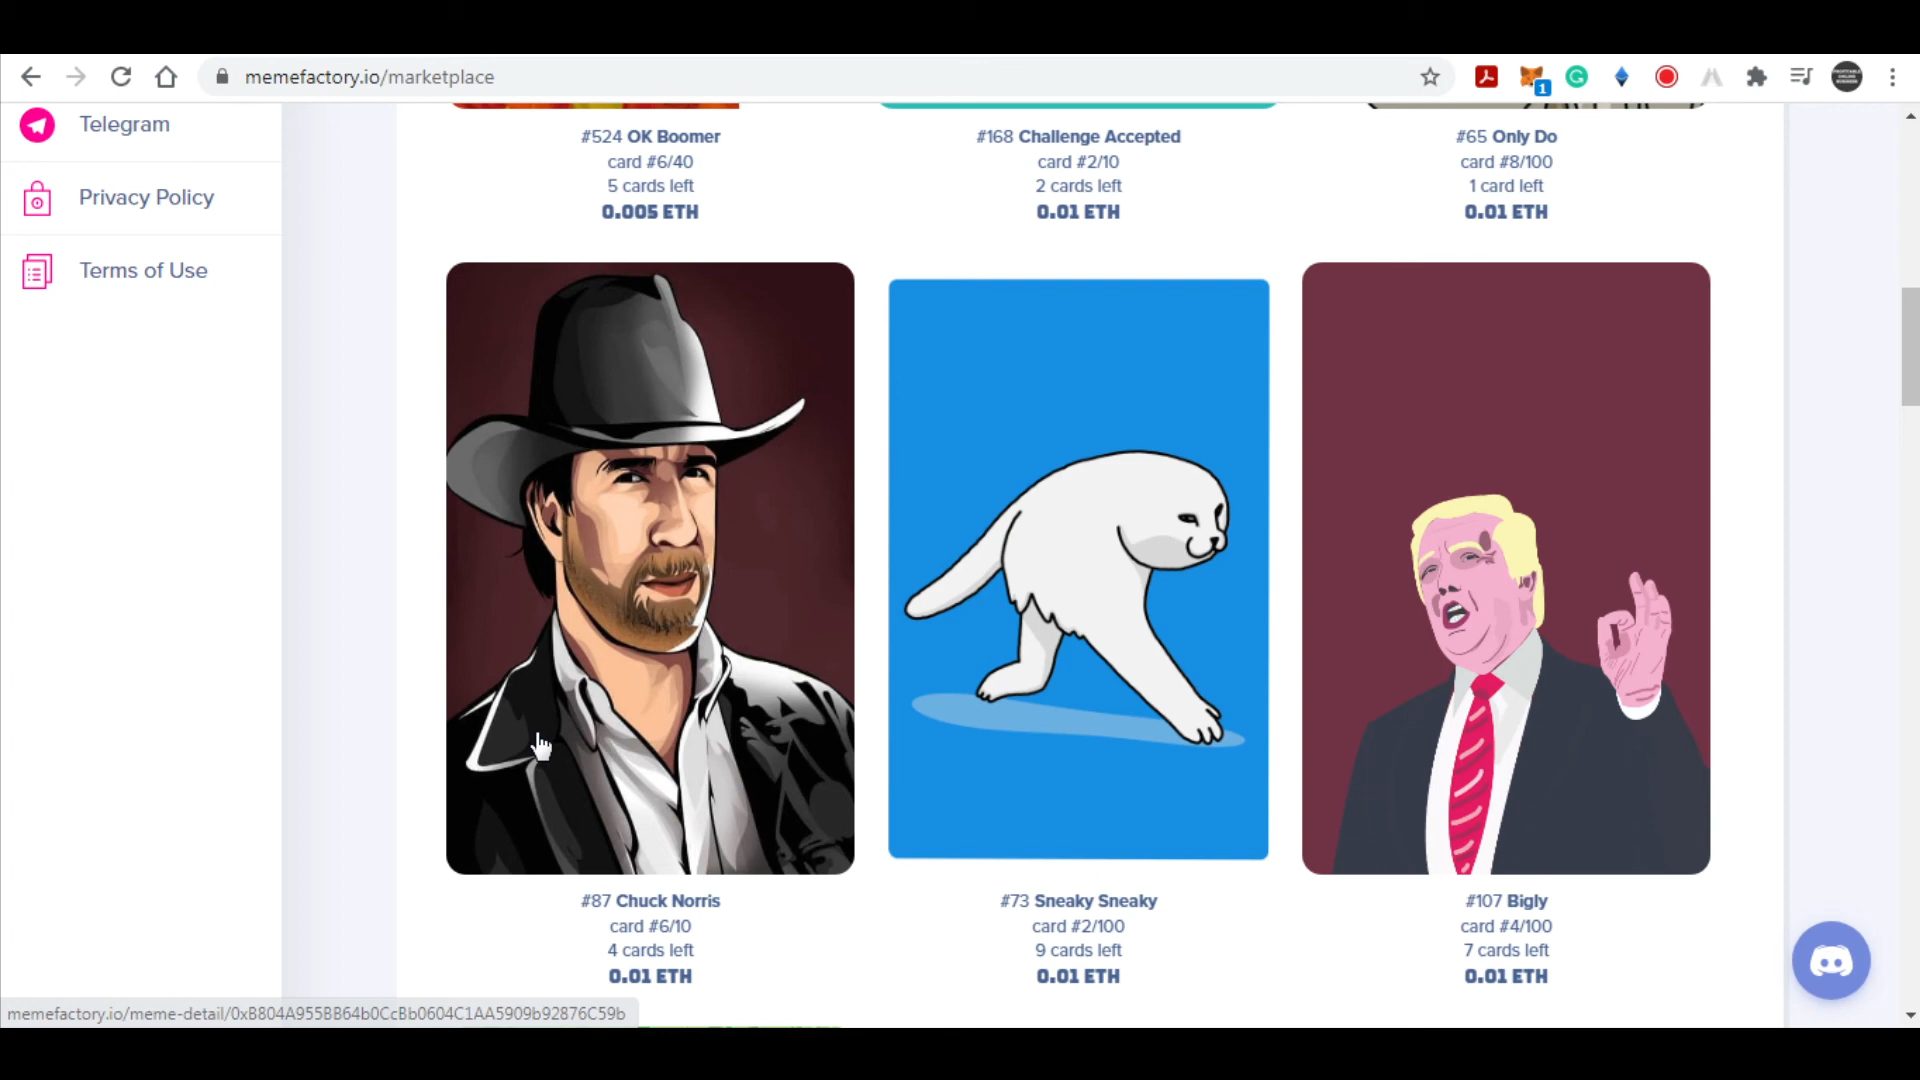 memefactory.io/marketplace
1
Telegram
Privacy Policy
Terms of Use
#524 OK Boomer
card #6/40
5 cards left
0.005 ETH
#168 Challenge Accepted
card #2/10
2 cards left
0.01 ETH
#65 Only Do
card #8/100
1 card left
0.01 ETH
#87 Chuck Norris
card #6/10
4 cards left
0.01 ETH
#73 Sneaky Sneaky
card #2/100
9 cards left
0.01 ETH
#107 Bigly
card #4/100
7 cards left
0.01 ETH
memefactory.io/meme-detail/0xB804A955BB64b0CcBb0604C1AA5909b92876C59b